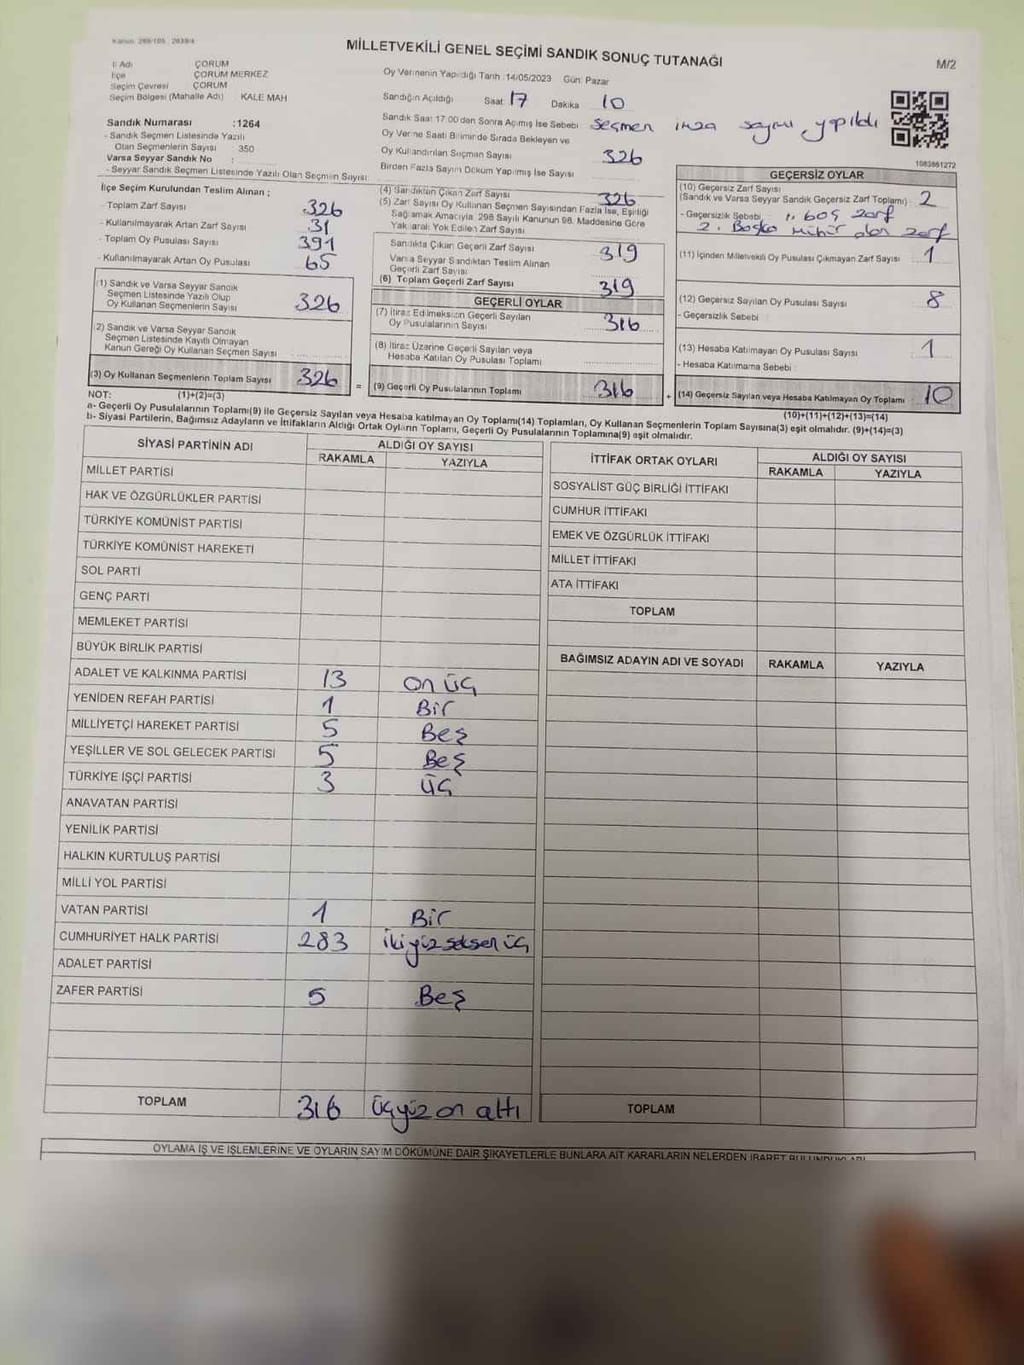 MİLLETVEKİLİ GENEL SEÇİMİ SANDIK SONUÇ TUTANAĞI
M/2
İl Adı ÇORUM
İlçe ÇORUM MERKEZ
Seçim Çevresi ÇORUM
Seçim Bölgesi (Mahalle Adı) KALE MAH
Oy Vermenin Yapıldığı Tarih :14/05/2023 Gün: Pazar
Sandığın Açıldığı Saat 17 Dakika 10
Sandık Saat 17:00'den Sonra Açımış İse Sebebi Seçmen imza sayımı yapıldı
Oy Verme Saati Bitiminde Sırada Bekleyen ve
Oy Kullandırılan Seçmen Sayısı 326
Birden Fazla Sayım Döküm Yapılmış İse Sayısı
1083861272
Sandık Numarası :1264
- Sandık Seçmen Listesinde Yazılı
Olan Seçmenlerin Sayısı 350
Varsa Seyyar Sandık No :
- Seyyar Sandık Seçmen Listesinde Yazılı Olan Seçmen Sayısı:
İlçe Seçim Kurulundan Teslim Alınan ;
- Toplam Zarf Sayısı 326
- Kullanılmayarak Artan Zarf Sayısı 31
- Toplam Oy Pusulası Sayısı 391
- Kullanılmayarak Artan Oy Pusulası 65
(1) Sandık ve Varsa Seyyar Sandık
Seçmen Listesinde Yazılı Olup
Oy Kullanan Seçmenlerin Sayısı 326
2) Sandık ve Varsa Seyyar Sandık
Seçmen Listesinde Kayıtlı Olmayan
Kanun Gereği Oy Kullanan Seçmen Sayısı
(3) Oy Kullanan Seçmenlerin Toplam Sayısı 326 =
(4) Sandıktan Çıkan Zarf Sayısı 326
(5) Zarf Sayısı Oy Kullanan Seçmen Sayısından Fazla İse, Eşitliği
Sağlamak Amacıyla 298 Sayılı Kanunun 98. Maddesine Göre
Yakılarak Yok Edilen Zarf Sayısı
Sandıkta Çıkan Geçerli Zarf Sayısı 319
Varsa Seyyar Sandıktan Teslim Alınan
Geçerli Zarf Sayısı
(6) Toplam Geçerli Zarf Sayısı 319
GEÇERLİ OYLAR
(7) İtiraz Edilmeksizin Geçerli Sayılan
Oy Pusulalarının Sayısı 316
(8) İtiraz Üzerine Geçerli Sayılan veya
Hesaba Katılan Oy Pusulası Toplamı
(9) Geçerli Oy Pusulalarının Toplamı 316 +
GEÇERSİZ OYLAR
(10) Geçersiz Zarf Sayısı
(Sandık ve Varsa Seyyar Sandık Geçersiz Zarf Toplamı) 2
- Geçersizlik Sebebi 1. boş zarf
2. Başka mühür olan zarf
(11) İçinden Milletvekili Oy Pusulası Çıkmayan Zarf Sayısı 1
(12) Geçersiz Sayılan Oy Pusulası Sayısı 8
- Geçersizlik Sebebi
(13) Hesaba Katılmayan Oy Pusulası Sayısı 1
- Hesaba Katılmama Sebebi
(14) Geçersiz Sayılan veya Hesaba Katılmayan Oy Toplamı 10
NOT: (1)+(2)=(3)
(10)+(11)+(12)+(13)=(14)
a- Geçerli Oy Pusulalarının Toplamı(9) ile Geçersiz Sayılan veya Hesaba katılmayan Oy Toplamı(14) Toplamları, Oy Kullanan Seçmenlerin Toplam Sayısına(3) eşit olmalıdır. (9)+(14)=(3)
b- Siyasi Partilerin, Bağımsız Adayların ve İttifakların Aldığı Ortak Oyların Toplamı, Geçerli Oy Pusulalarının Toplamına(9) eşit olmalıdır.
SİYASİ PARTİNİN ADI ALDIĞI OY SAYISI
RAKAMLA YAZIYLA
MİLLET PARTİSİ
HAK VE ÖZGÜRLÜKLER PARTİSİ
TÜRKİYE KOMÜNİST PARTİSİ
TÜRKİYE KOMÜNİST HAREKETİ
SOL PARTİ
GENÇ PARTİ
MEMLEKET PARTİSİ
BÜYÜK BİRLİK PARTİSİ
ADALET VE KALKINMA PARTİSİ 13 on üç
YENİDEN REFAH PARTİSİ 1 Bir
MİLLİYETÇİ HAREKET PARTİSİ 5 Beş
YEŞİLLER VE SOL GELECEK PARTİSİ 5 Beş
TÜRKİYE İŞÇİ PARTİSİ 3 üç
ANAVATAN PARTİSİ
YENİLİK PARTİSİ
HALKIN KURTULUŞ PARTİSİ
MİLLİ YOL PARTİSİ
VATAN PARTİSİ 1 Bir
CUMHURİYET HALK PARTİSİ 283 ikiyüzseksen üç
ADALET PARTİSİ
ZAFER PARTİSİ 5 Beş
TOPLAM 316 üçyüz on altı
İTTİFAK ORTAK OYLARI ALDIĞI OY SAYISI
RAKAMLA YAZIYLA
SOSYALİST GÜÇ BİRLİĞİ İTTİFAKI
CUMHUR İTTİFAKI
EMEK VE ÖZGÜRLÜK İTTİFAKI
MİLLET İTTİFAKI
ATA İTTİFAKI
TOPLAM
BAĞIMSIZ ADAYIN ADI VE SOYADI RAKAMLA YAZIYLA
TOPLAM
OYLAMA İŞ VE İŞLEMLERİNE VE OYLARIN SAYIM DÖKÜMÜNE DAİR ŞİKAYETLERLE BUNLARA AİT KARARLARIN NELERDEN İBARET BULUNDUKLARI